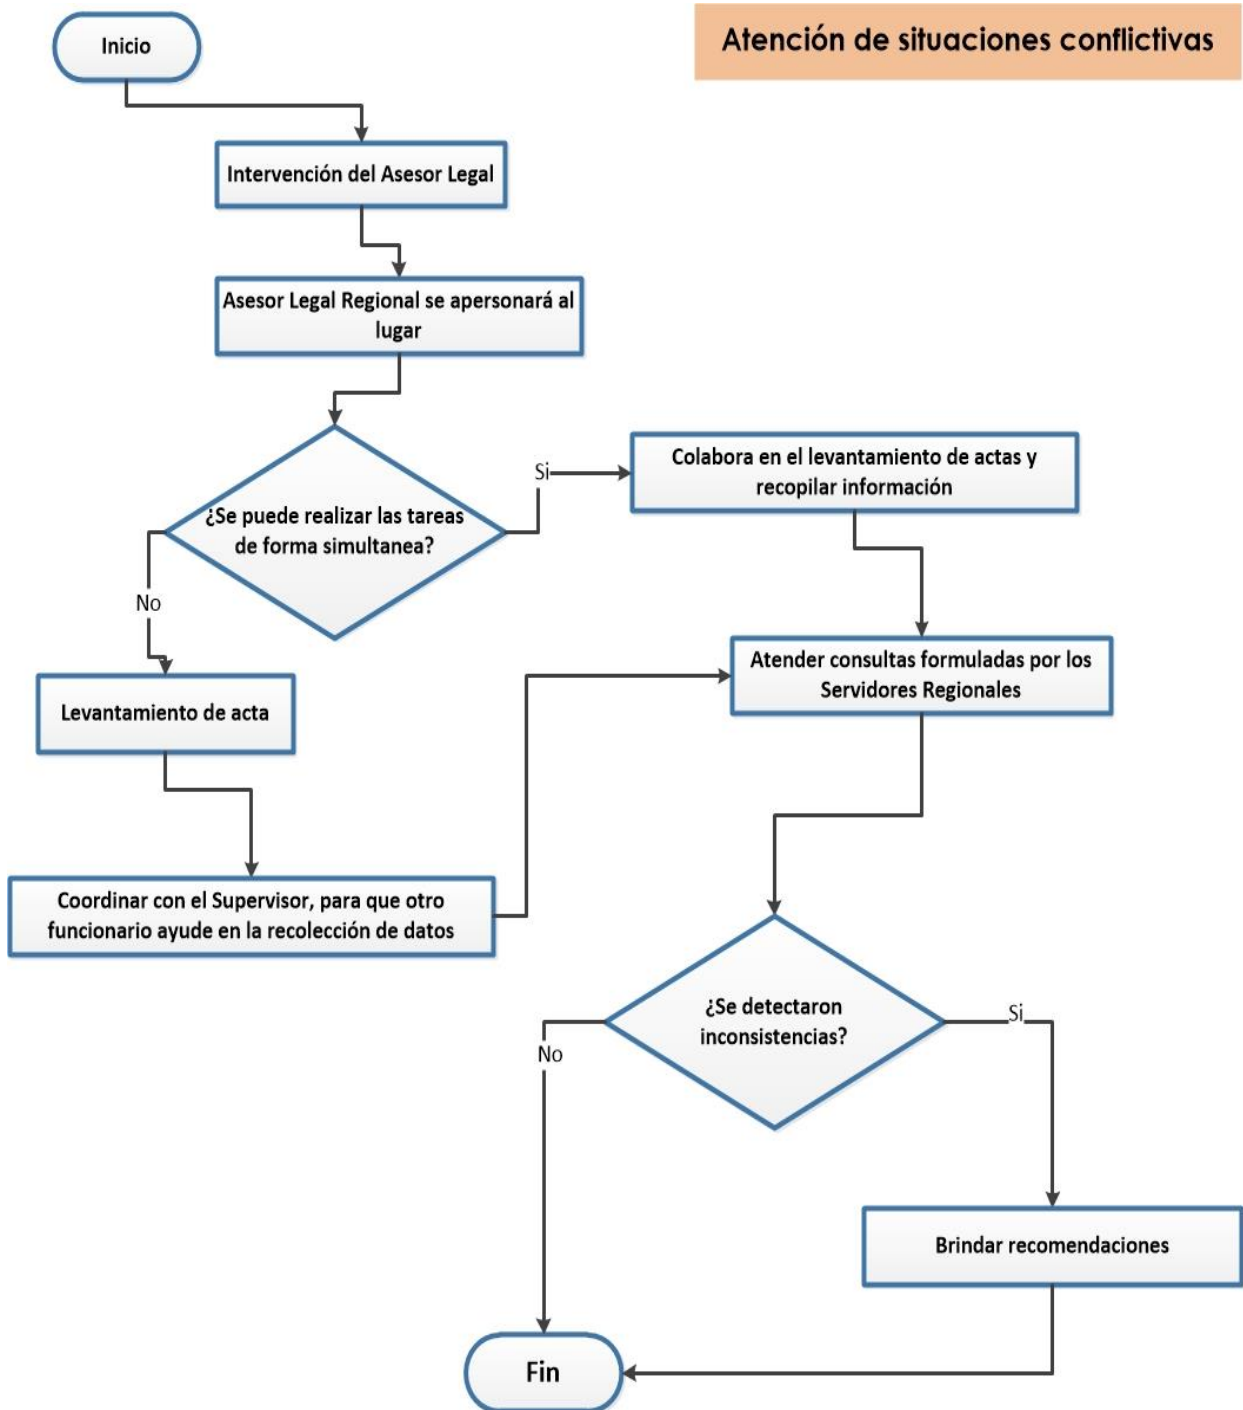 Atención de situaciones conflictivas
Inicio
Intervención del Asesor Legal
Asesor Legal Regional se apersonará al
lugar
¿Se puede realizar las tareas
de forma simultanea?
Si
Colabora en el levantamiento de actas y
recopilar información
No
Levantamiento de acta
Atender consultas formuladas por los
Servidores Regionales
Coordinar con el Supervisor, para que otro
funcionario ayude en la recolección de datos
¿Se detectaron
inconsistencias?
Si
No
Brindar recomendaciones
Fin